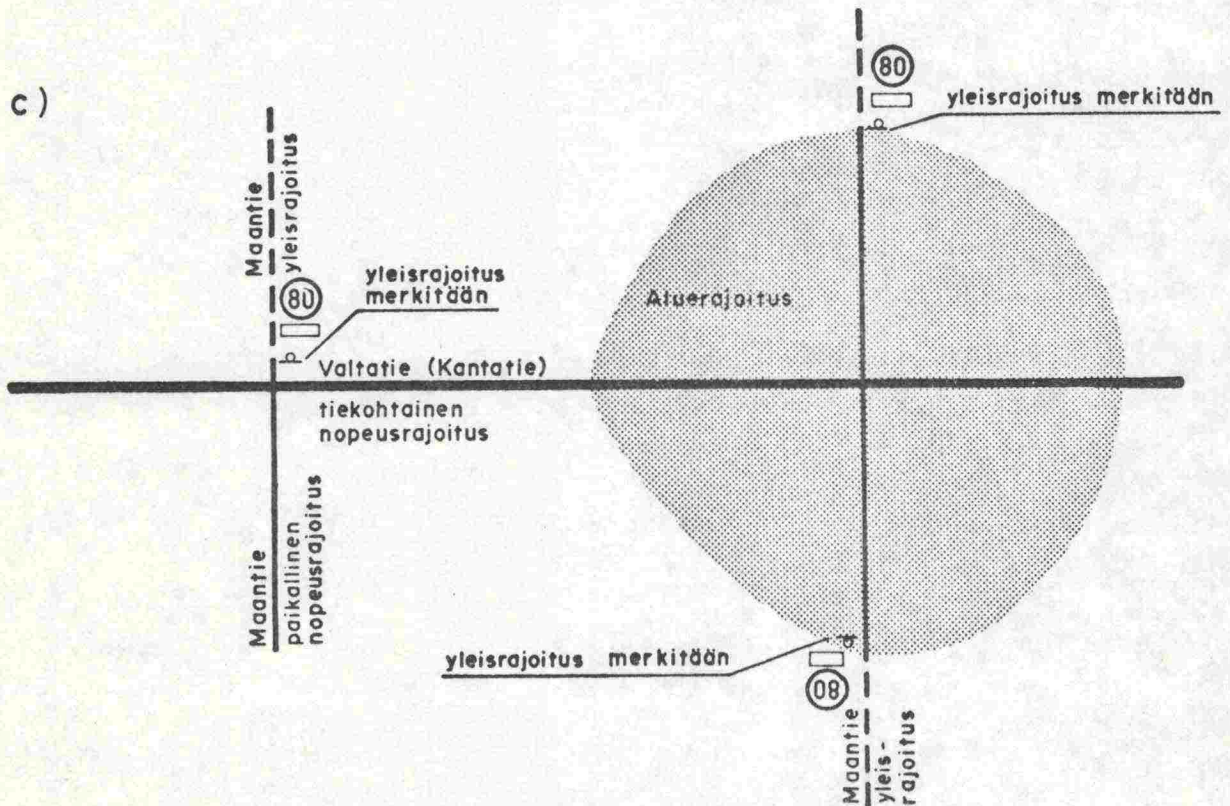 c)
80
yleisrajoitus merkitään
Maantie
yleisrajoitus
80
yleisrajoitus
merkitään
Aluerajoitus
Valtatie (Kantatie)
tiekohtainen
nopeusrajoitus
Maantie
paikallinen
nopeusrajoitus
yleisrajoitus merkitään
80
Maantie
yleis-
rajoitus